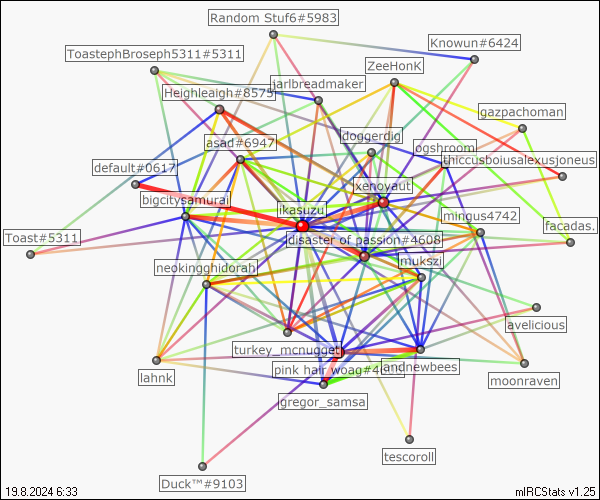 Random Stuf6#5983
Knowun#6424
ToastephBroseph5311#5311
ZeeHonK
jarlbreadmaker
Heighleaigh#8575
gazpachoman
asad#6947
ldoggerdig
ogshroom
thiccusboiusalexusjoneus
default#0617
xenoyaut
bigcitysamurai
ikasuzu
mingus4742
facadas.
Toast#5311
disaster of passion#4608
mukszi
neokingghidorah
avelicious
turkey_mcnugget
pink hair woag#4
andnewbees
lahnk
moonraven
gregor_samsa
tescoroll
Duck™#9103
19.8.2024 6:33
mIRCStats v1.25